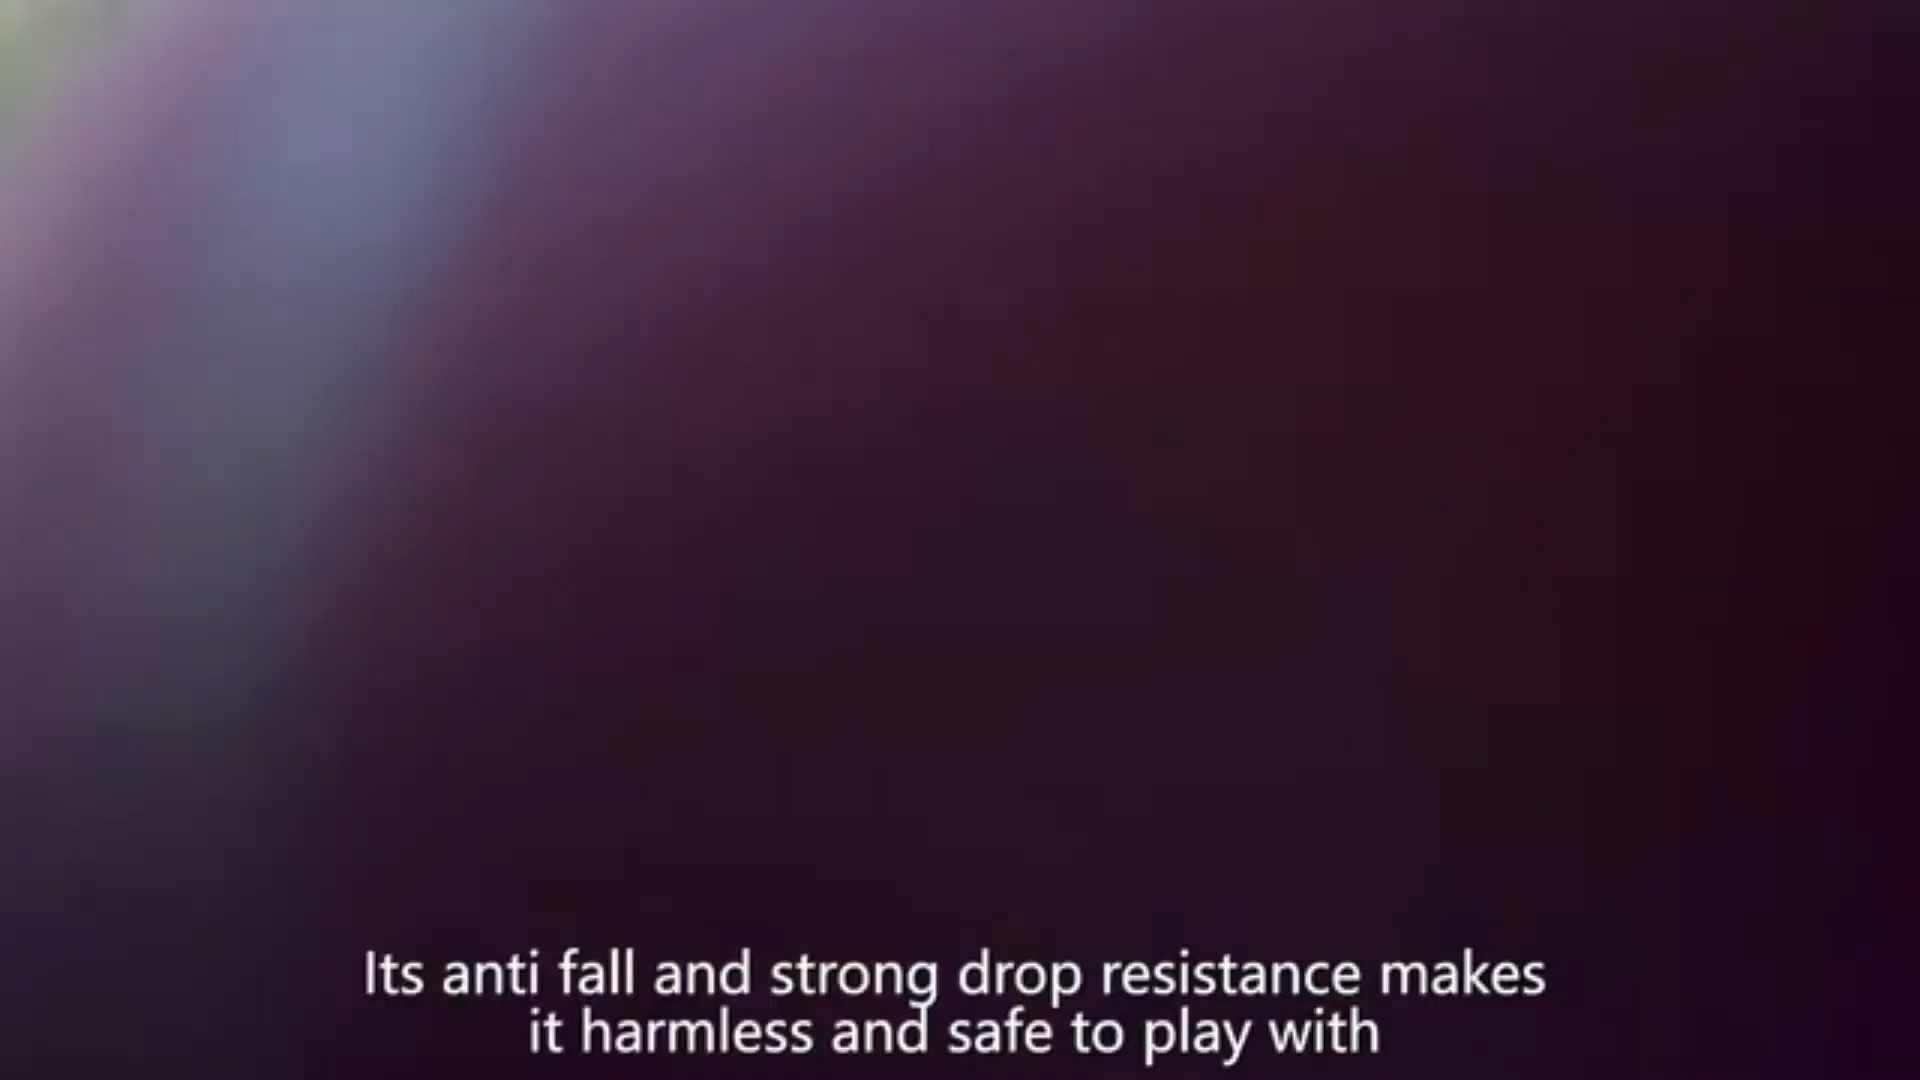 Its anti fall and strong drop resistance makes
it harmless and safe to play with